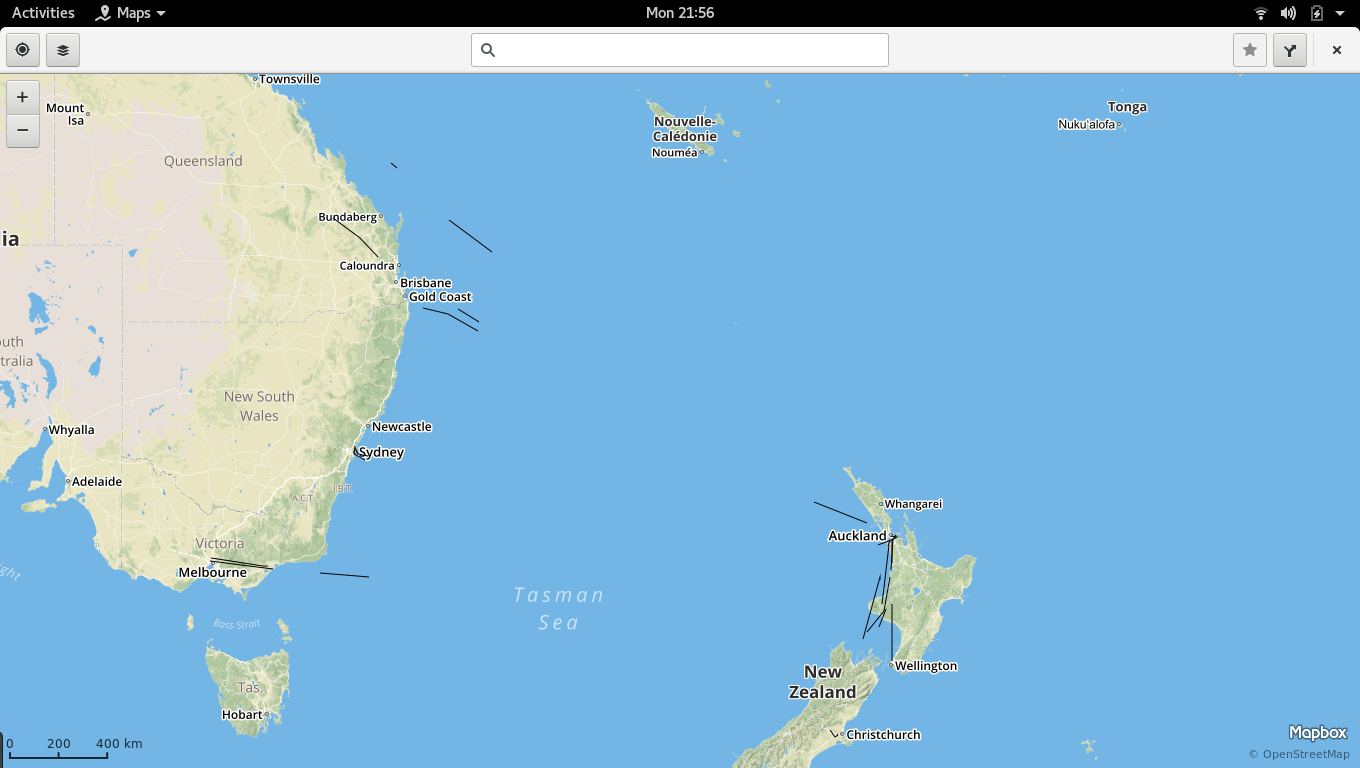 Activities Maps Mon 21:56
Townsville
Mount
Isa
Tonga
Nuku'alofa
Nouvelle-
Calédonie
Nouméa
Queensland
Bundaberg
ia
Caloundra
Brisbane
Gold Coast
outh
tralia
New South
Wales
Newcastle
Whyalla
Sydney
Adelaide
A.C.T.
J.B.T.
Whangarei
Auckland
Victoria
Melbourne
ight
Tasman
Sea
Bass Strait
Wellington
New
Zealand
Tas.
Hobart
Christchurch
Mapbox
0 200 400 km
© OpenStreetMap